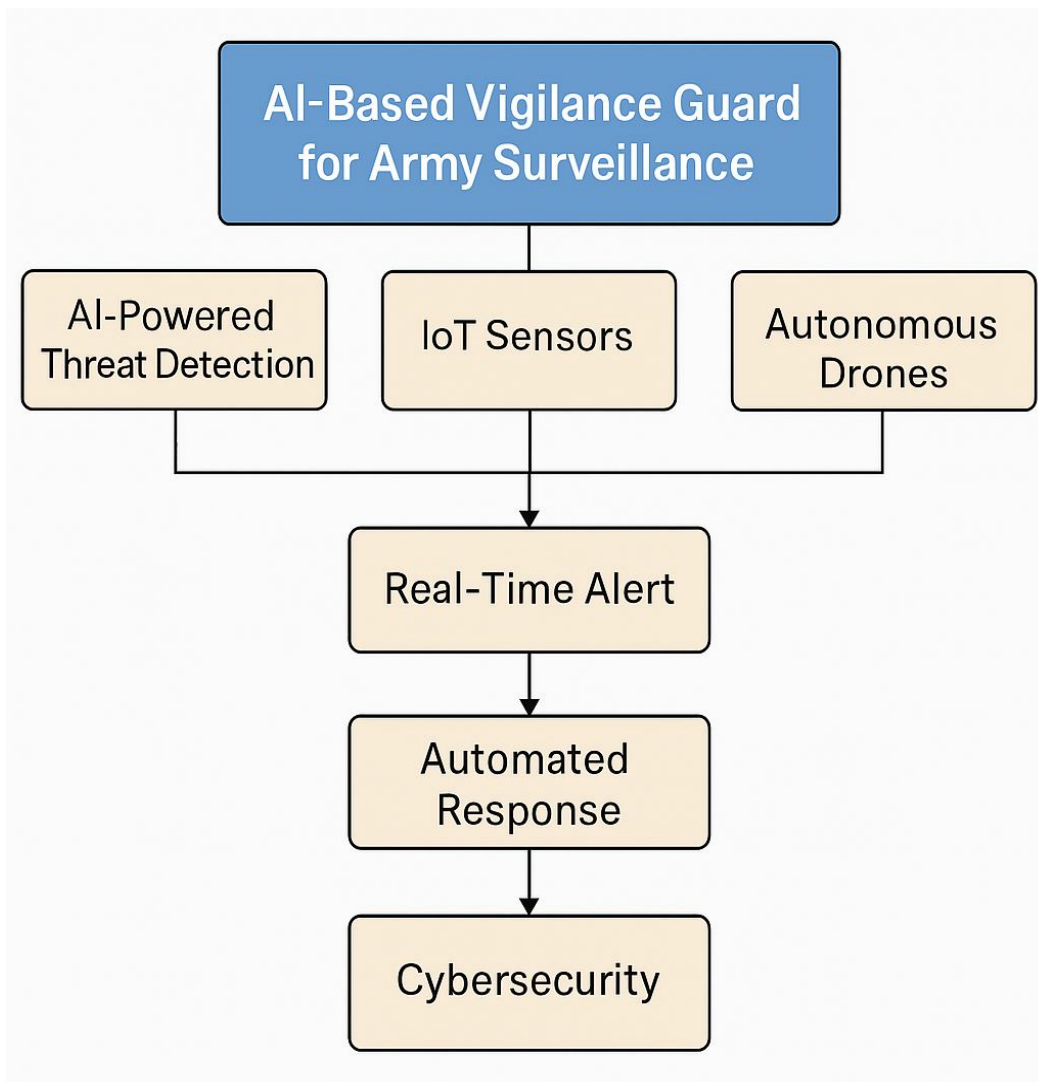 AI-Based Vigilance Guard
for Army Surveillance
AI-Powered
Threat Detection
IoT Sensors
Autonomous
Drones
Real-Time Alert
Automated
Response
Cybersecurity